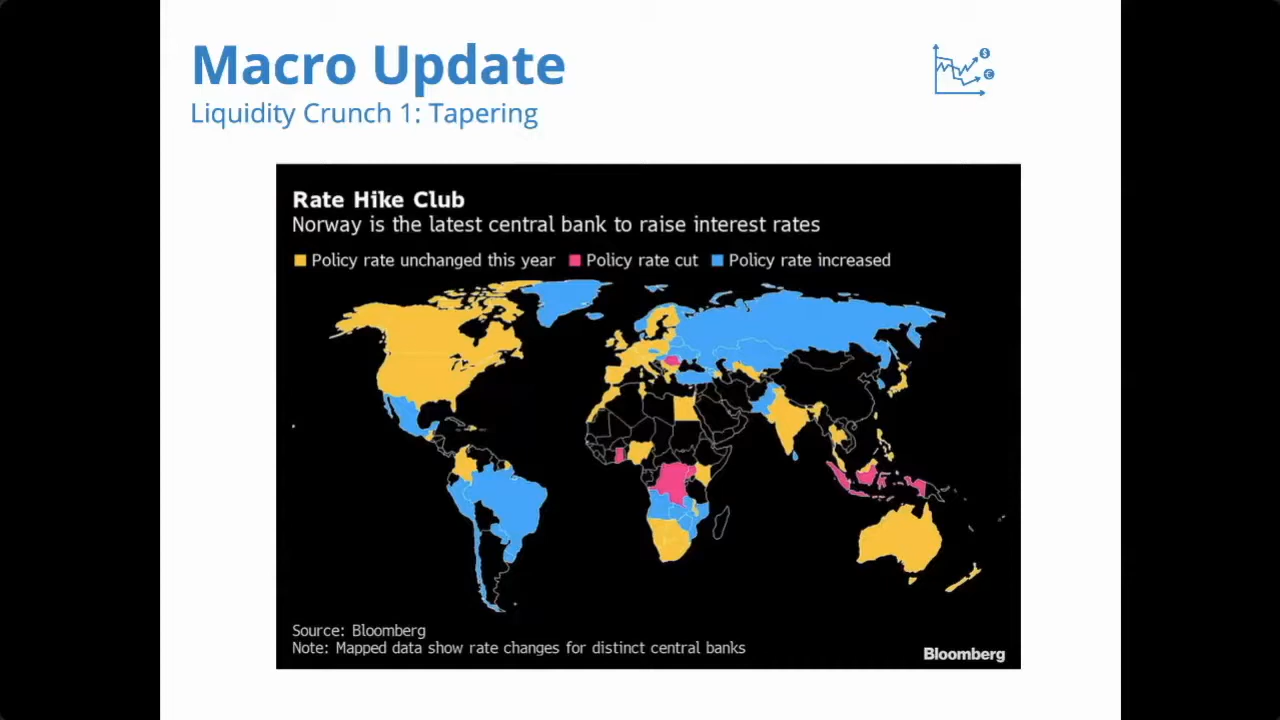 Macro Update
Liquidity Crunch 1: Tapering
$
€
Rate Hike Club
Norway is the latest central bank to raise interest rates
Policy rate unchanged this year Policy rate cut Policy rate increased
Source: Bloomberg
Note: Mapped data show rate changes for distinct central banks
Bloomberg